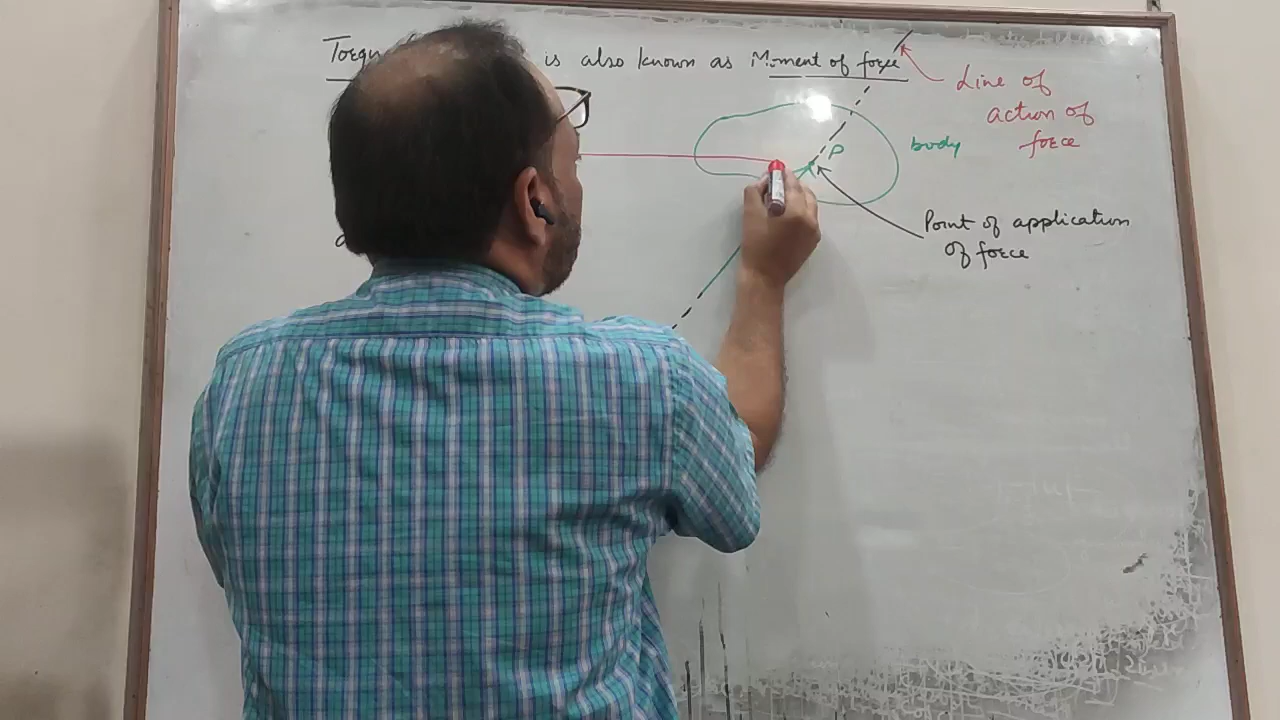 is also known as Moment of force
Line of
action of
force
body
P
Point of application
of force